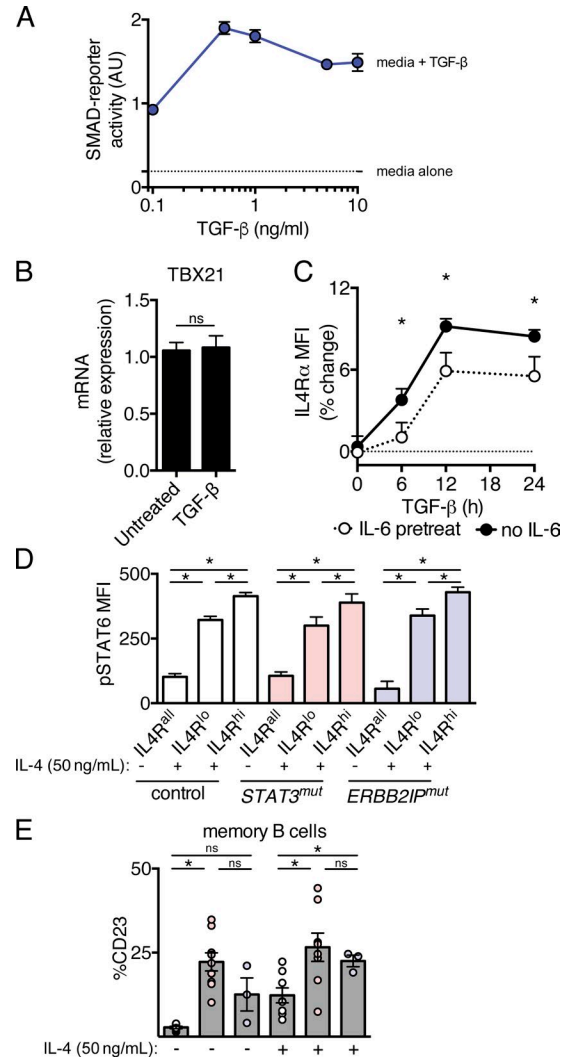 A
2
1
0
SMAD-reporter
activity (AU)
media + TGF-β
media alone
0.1 1 10
TGF-β (ng/ml)
B
TBX21
1.5
1.0
0.5
0.0
mRNA
(relative expression)
ns
Untreated
TGF-β
C
12
6
0
IL4Rα MFI
(% change)
*
*
*
0 6 12 18 24
TGF-β (h)
IL-6 pretreat no IL-6
D
500
250
0
pSTAT6 MFI
* * *
* * * * * *
IL4Rall IL4Rlo IL4Rhi IL4Rall IL4Rlo IL4Rhi IL4Rall IL4Rlo IL4Rhi
IL-4 (50 ng/mL): - + + - + + - + +
control STAT3mut ERBB2IPmut
E
memory B cells
50
25
%CD23
ns *
* ns * ns
IL-4 (50 ng/mL): - - - + + +